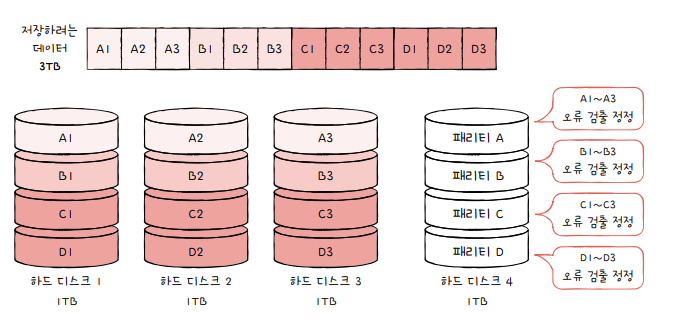 저장하려는
데이터
3TB
A1 A2 A3 B1 B2 B3 C1 C2 C3 D1 D2 D3
A1 A2 A3 패리티 A
B1 B2 B3 패리티 B
C1 C2 C3 패리티 C
D1 D2 D3 패리티 D
A1~A3
오류 검출 정정
B1~B3
오류 검출 정정
C1~C3
오류 검출 정정
D1~D3
오류 검출 정정
하드 디스크 1 하드 디스크 2 하드 디스크 3 하드 디스크 4
1TB 1TB 1TB 1TB